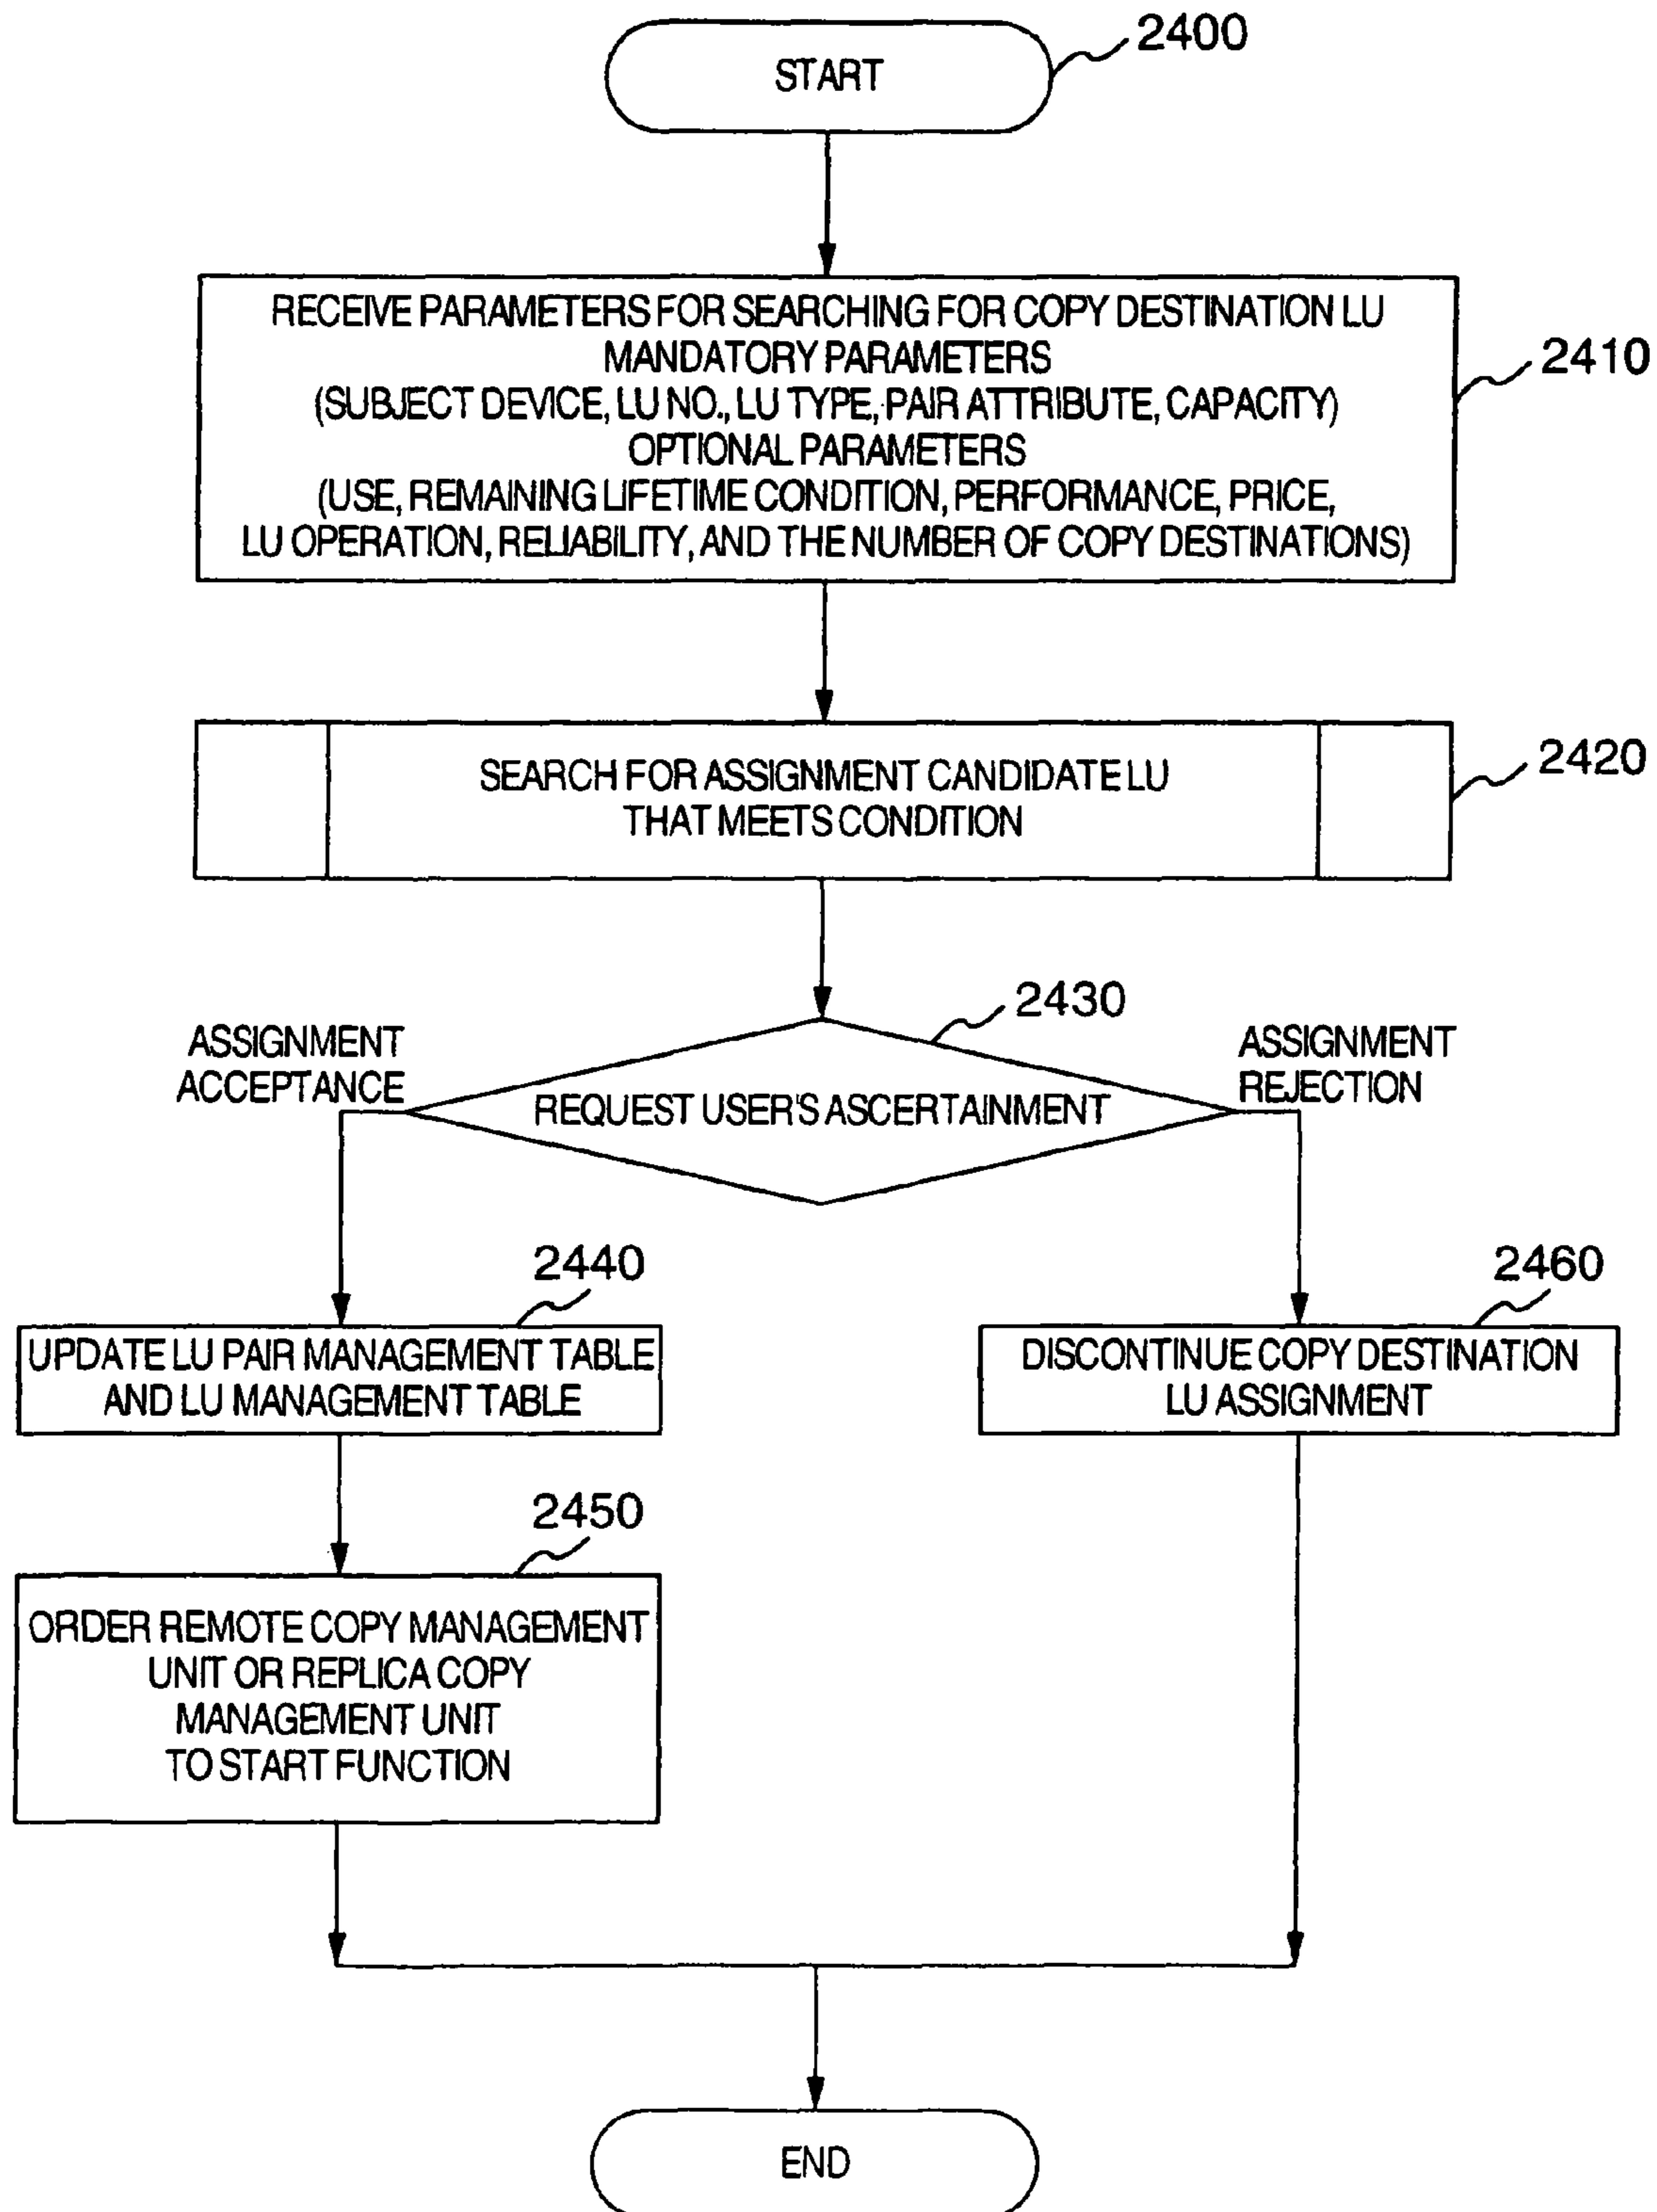 2400
START
RECEIVE PARAMETERS FOR SEARCHING FOR COPY DESTINATION LU
MANDATORY PARAMETERS
(SUBJECT DEVICE, LU NO., LU TYPE, PAIR ATTRIBUTE, CAPACITY)
OPTIONAL PARAMETERS
(USE, REMAINING LIFETIME CONDITION, PERFORMANCE, PRICE,
LU OPERATION, RELIABILITY, AND THE NUMBER OF COPY DESTINATIONS)
2410
SEARCH FOR ASSIGNMENT CANDIDATE LU
THAT MEETS CONDITION
2420
2430
ASSIGNMENT
ACCEPTANCE
REQUEST USER'S ASCERTAINMENT
ASSIGNMENT
REJECTION
2440
UPDATE LU PAIR MANAGEMENT TABLE
AND LU MANAGEMENT TABLE
2460
DISCONTINUE COPY DESTINATION
LU ASSIGNMENT
2450
ORDER REMOTE COPY MANAGEMENT
UNIT OR REPLICA COPY
MANAGEMENT UNIT
TO START FUNCTION
END